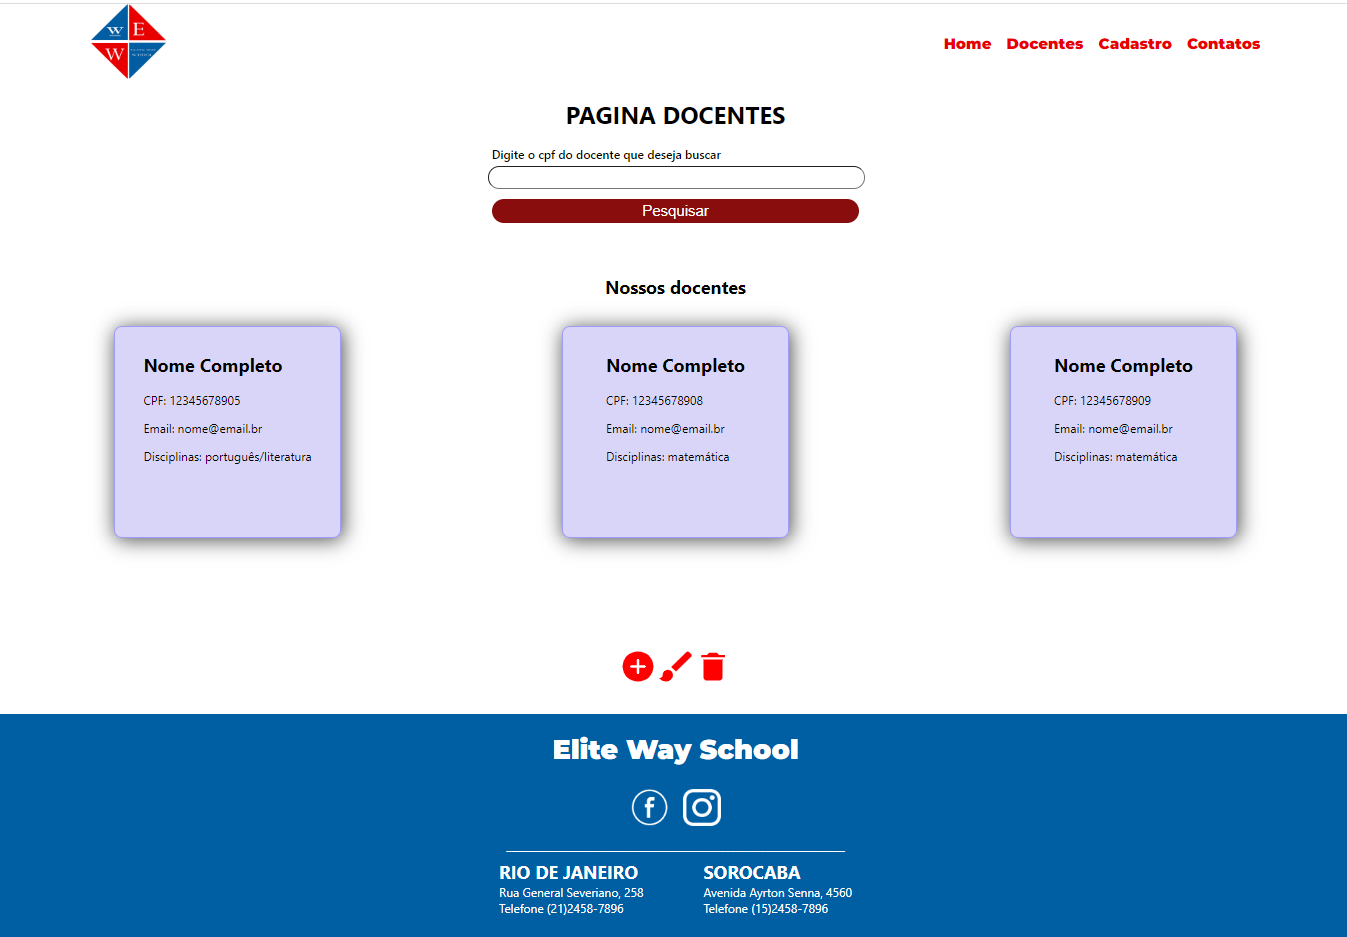 W E
W
Home Docentes Cadastro Contatos
PAGINA DOCENTES
Digite o cpf do docente que deseja buscar
Pesquisar
Nossos docentes
Nome Completo
CPF: 12345678905
Email: nome@email.br
Disciplinas: português/literatura
Nome Completo
CPF: 12345678908
Email: nome@email.br
Disciplinas: matemática
Nome Completo
CPF: 12345678909
Email: nome@email.br
Disciplinas: matemática
Elite Way School
RIO DE JANEIRO
Rua General Severiano, 258
Telefone (21)2458-7896
SOROCABA
Avenida Ayrton Senna, 4560
Telefone (15)2458-7896